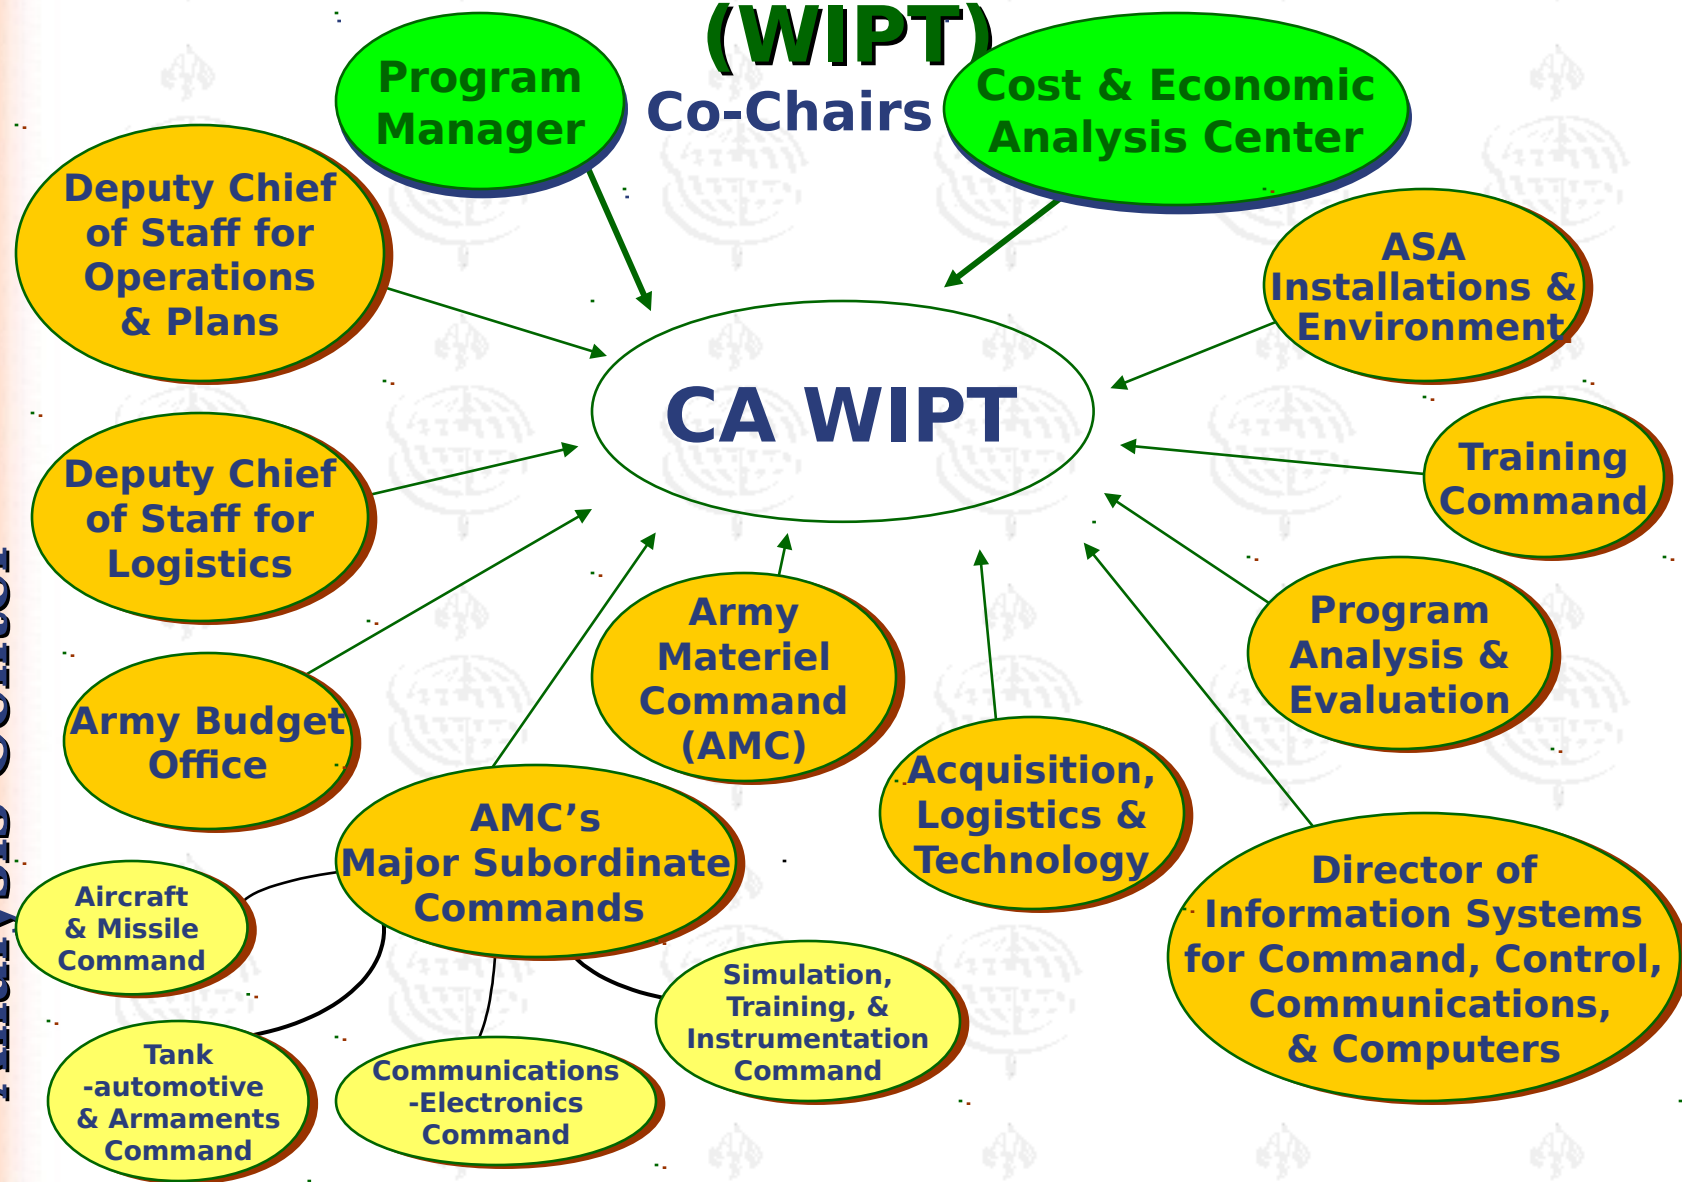 (WIPT)
Co-Chairs
Program
Manager
Cost & Economic
Analysis Center
Deputy Chief
of Staff for
Operations
& Plans
ASA
Installations &
Environment
CA WIPT
Training
Command
Deputy Chief
of Staff for
Logistics
Army
Materiel
Command
(AMC)
Program
Analysis &
Evaluation
Army Budget
Office
Acquisition,
Logistics &
Technology
AMC’s
Major Subordinate
Commands
Director of
Information Systems
for Command, Control,
Communications,
& Computers
Aircraft
& Missile
Command
Simulation,
Training, &
Instrumentation
Command
Tank
-automotive
& Armaments
Command
Communications
-Electronics
Command
Analysis Center